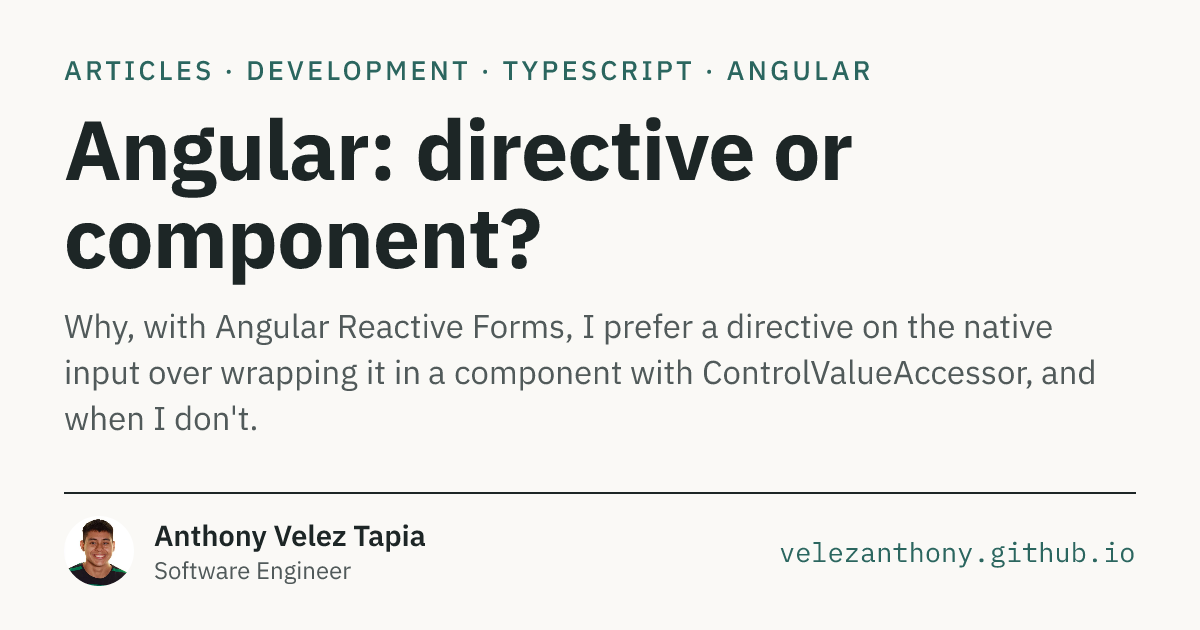 ARTICLES · DEVELOPMENT · TYPESCRIPT · ANGULAR
Angular: directive or
component?
Why, with Angular Reactive Forms, I prefer a directive on the native
input over wrapping it in a component with ControlValueAccessor, and
when I don't.
Anthony Velez Tapia
Software Engineer
velezanthony.github.io